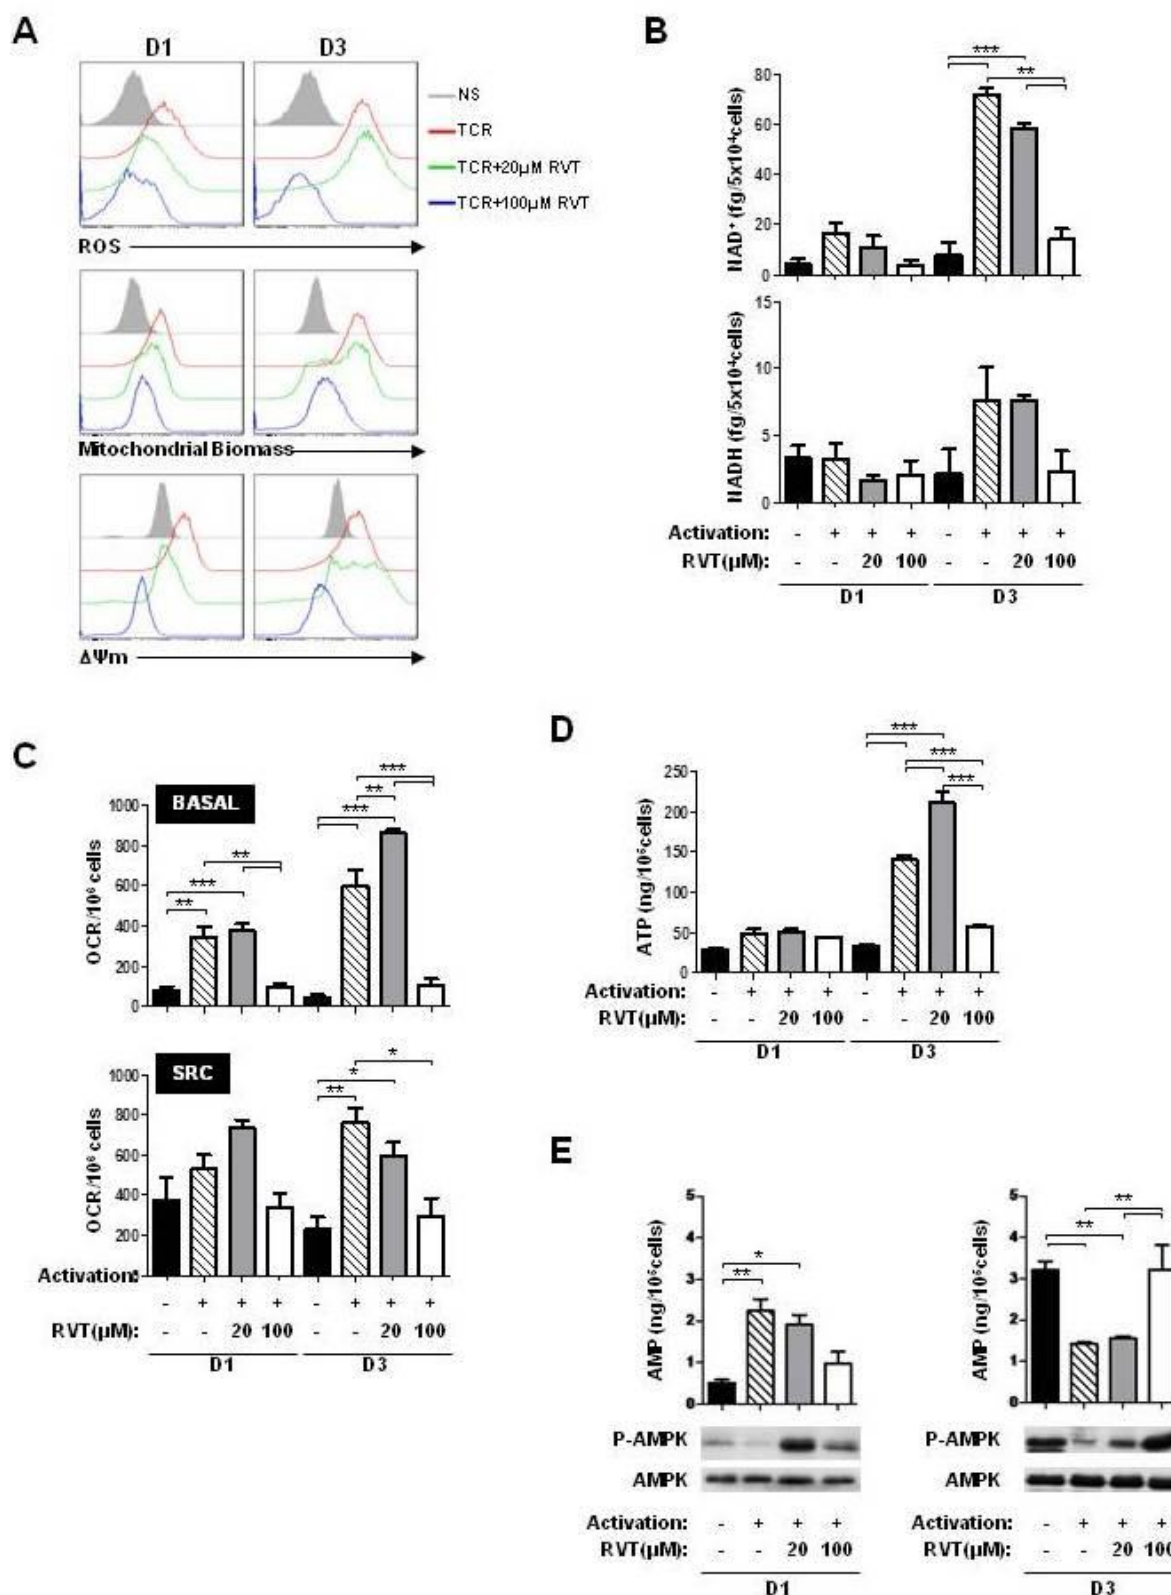 A
D1 D3
NS
TCR
TCR+20µM RVT
TCR+100µM RVT
ROS
Mitochondrial Biomass
ΔΨm
B
*** **
NAD⁺ (fg/5x10⁴cells)
80
60
40
20
0
NADH (fg/5x10⁴cells)
15
10
5
0
Activation: - + + + - + + +
RVT(µM): - - 20 100 - - 20 100
D1 D3
C
BASAL
OCR/10⁶ cells
1000
800
600
400
200
0
** *** ** *** ** ***
SRC
OCR/10⁶ cells
1000
800
600
400
200
** * *
Activation: - + + + - + + +
RVT(µM): - - 20 100 - - 20 100
D1 D3
D
*** *** ***
ATP (ng/10⁶cells)
250
200
150
100
50
0
Activation: - + + + - + + +
RVT(µM): - - 20 100 - - 20 100
D1 D3
E
AMP (ng/10⁶cells)
5
4
3
2
1
0
** *
P-AMPK
AMPK
Activation: - + + +
RVT(µM): - - 20 100
D1
AMP (ng/10⁶cells)
5
4
3
2
1
0
** **
P-AMPK
AMPK
Activation: - + + +
RVT(µM): - - 20 100
D3